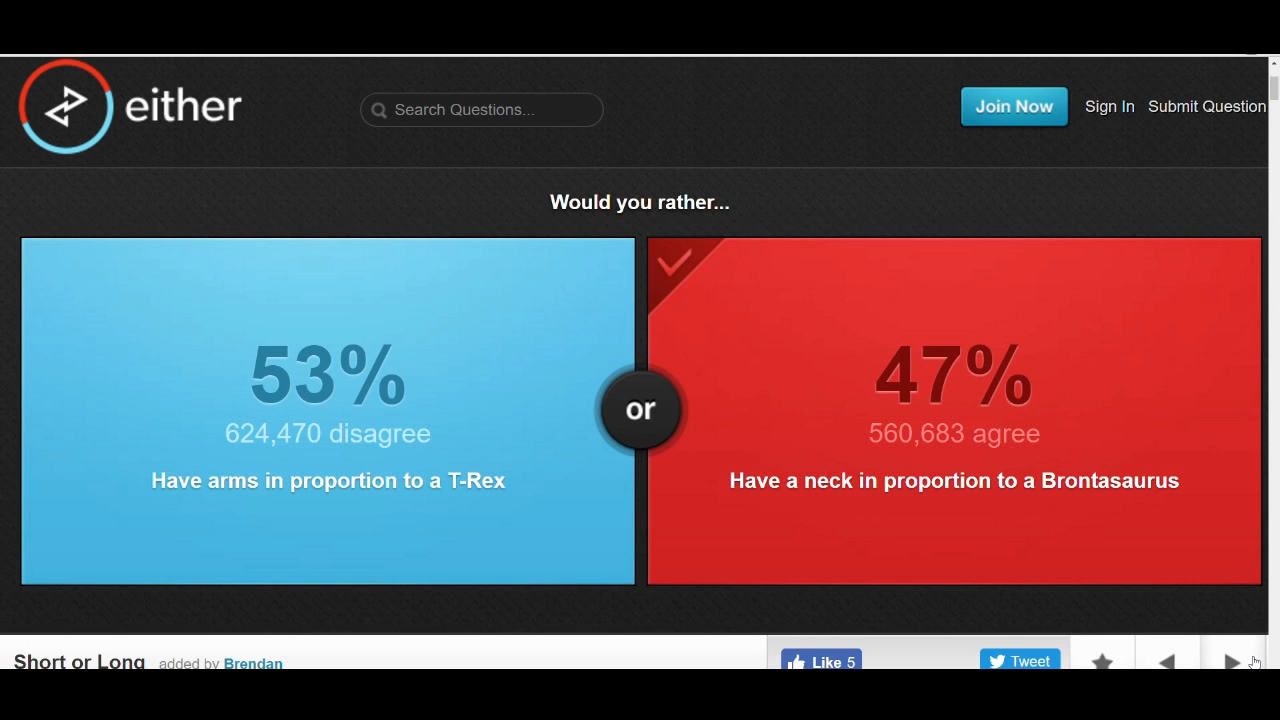 either
Search Questions...
Join Now
Sign In
Submit Question
Would you rather...
53%
624,470 disagree
Have arms in proportion to a T-Rex
or
47%
560,683 agree
Have a neck in proportion to a Brontasaurus
Short or Long added by Brendan
Like 5
Tweet